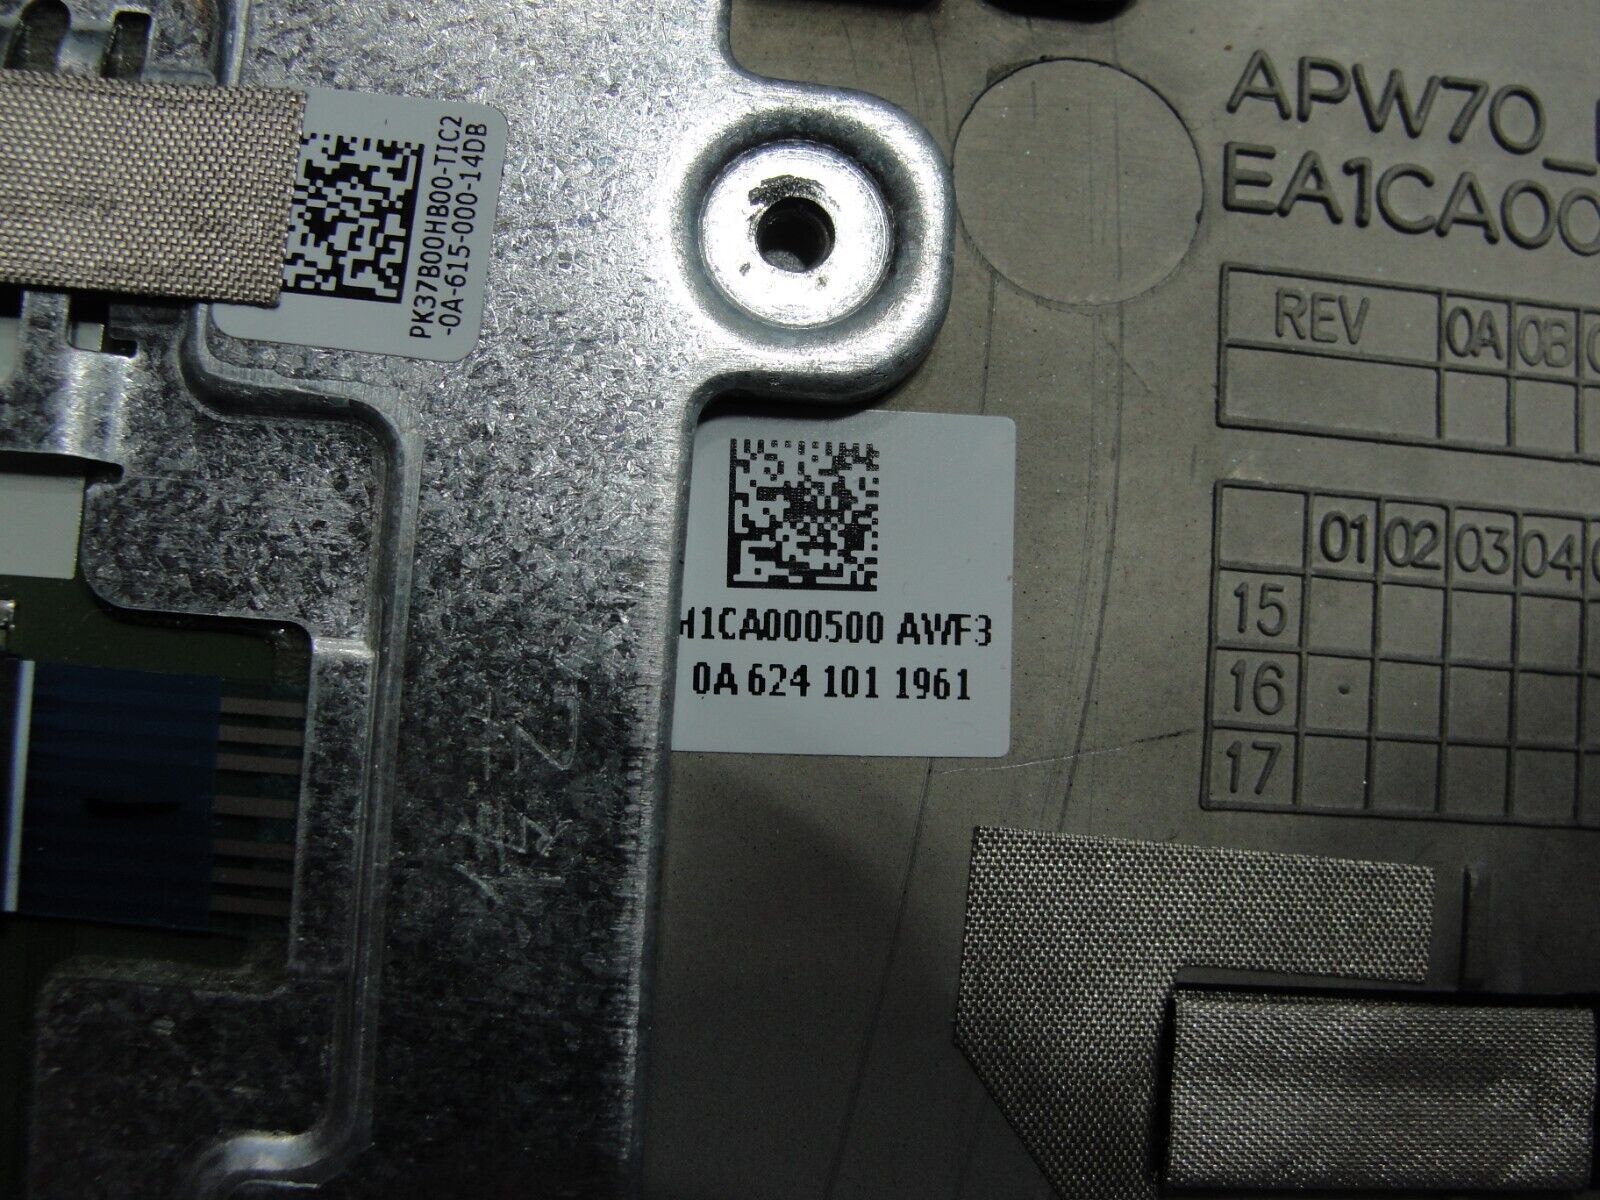 PK37B00HB00-TIC2
-0A-615-000-14DB
APW70_
EA1CA00
REV 0A 0B
01 02 03 04
15
16
17
H1CA000500 AWF3
0A 624 101 1961